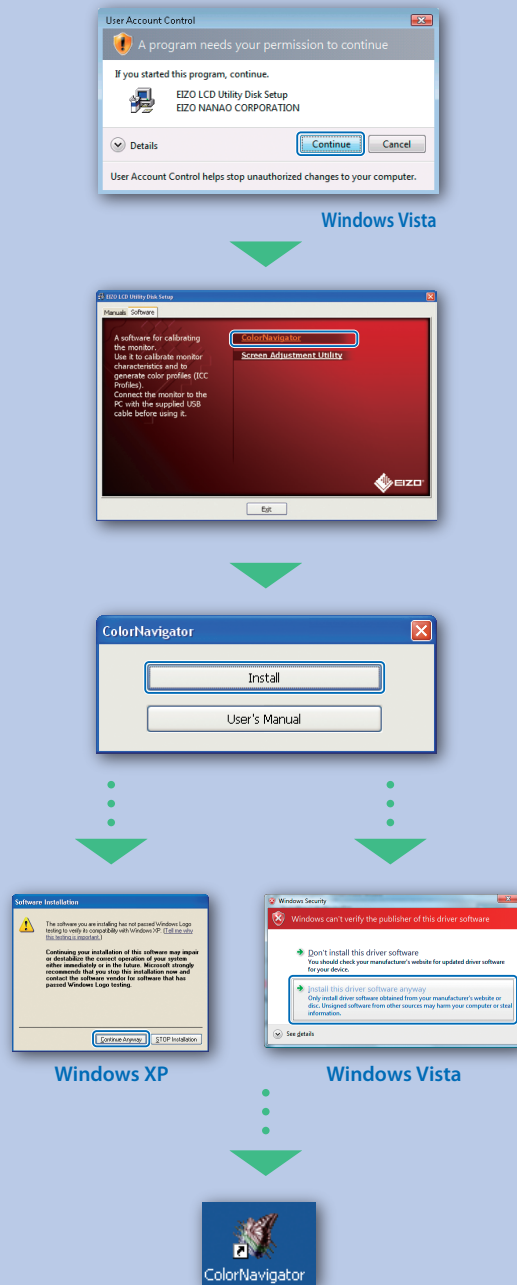 User Account Control
A program needs your permission to continue
If you started this program, continue.
EIZO LCD Utility Disk Setup
EIZO NANAO CORPORATION
Details
Continue
Cancel
User Account Control helps stop unauthorized changes to your computer.
Windows Vista
EIZO LCD Utility Disk Setup
Manuals
Software
A software for calibrating
the monitor.
Use it to calibrate monitor
characteristics and to
generate color profiles (ICC
Profiles).
Connect the monitor to the
PC with the supplied USB
cable before using it.
ColorNavigator
Screen Adjustment Utility
EIZO
Exit
ColorNavigator
Install
User's Manual
Software Installation
The software you are installing has not passed Windows Logo
testing to verify its compatibility with Windows XP. (Tell me why
this testing is important.)
Continuing your installation of this software may impair
or destabilize the correct operation of your system
either immediately or in the future. Microsoft strongly
recommends that you stop this installation now and
contact the software vendor for software that has
passed Windows Logo testing.
Continue Anyway
STOP Installation
Windows XP
Windows Security
Windows can't verify the publisher of this driver software
Don't install this driver software
You should check your manufacturer's website for updated driver software
for your device.
Install this driver software anyway
Only install driver software obtained from your manufacturer's website or
disc. Unsigned software from other sources may harm your computer or steal
information.
See details
Windows Vista
ColorNavigator